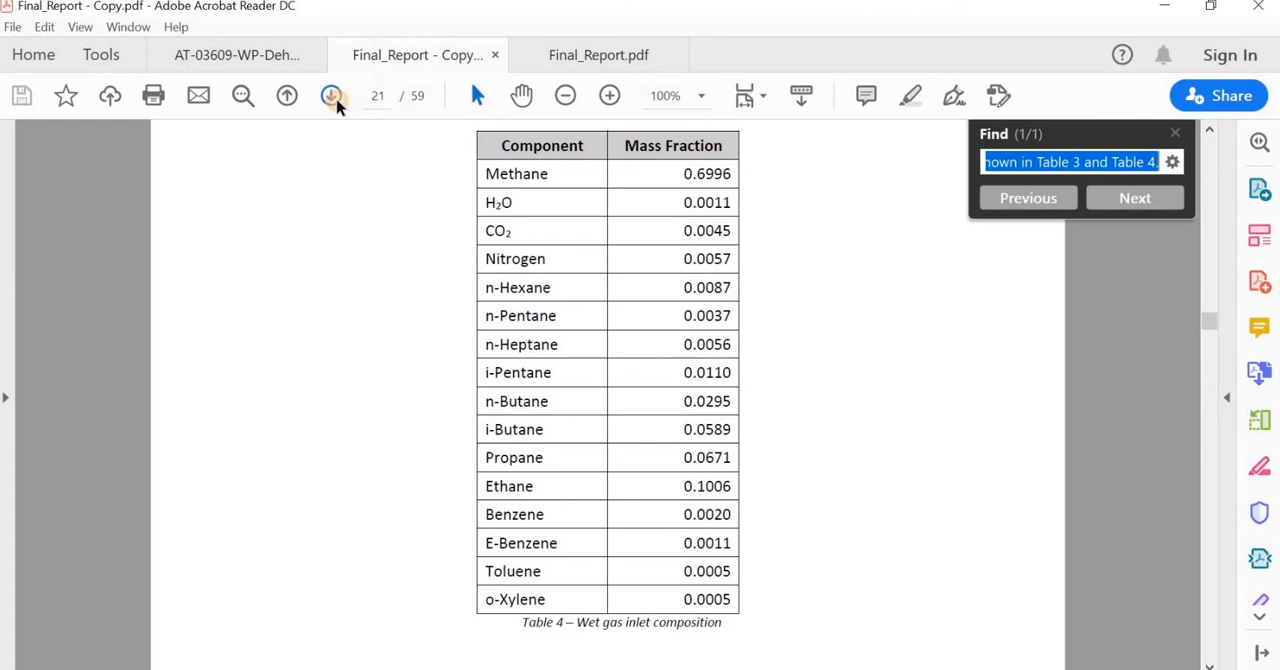 Final_Report - Copy.pdf - Adobe Acrobat Reader DC
File Edit View Window Help
Home Tools AT-03609-WP-Deh... Final_Report - Copy... × Final_Report.pdf Sign In
21 / 59 100% Share
Find (1/1)
hown in Table 3 and Table 4.
Previous Next
Component Mass Fraction
Methane 0.6996
H₂O 0.0011
CO₂ 0.0045
Nitrogen 0.0057
n-Hexane 0.0087
n-Pentane 0.0037
n-Heptane 0.0056
i-Pentane 0.0110
n-Butane 0.0295
i-Butane 0.0589
Propane 0.0671
Ethane 0.1006
Benzene 0.0020
E-Benzene 0.0011
Toluene 0.0005
o-Xylene 0.0005
Table 4 – Wet gas inlet composition